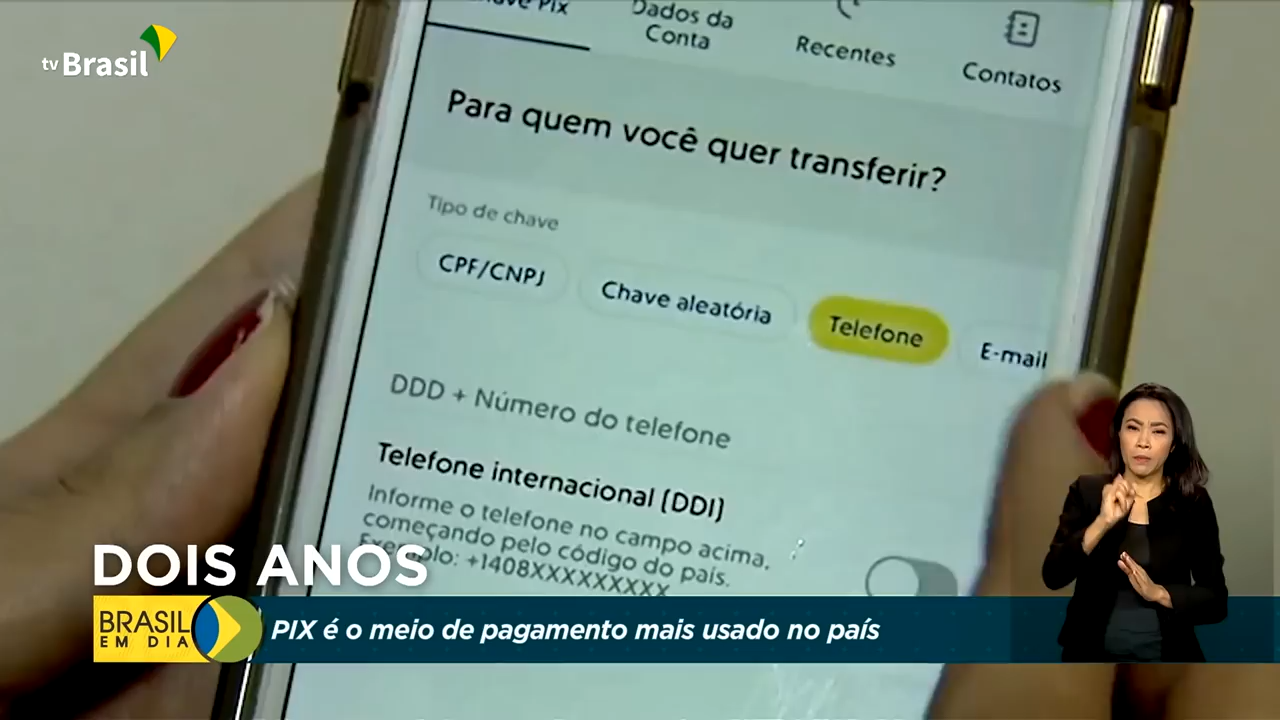 tv Brasil
Pix
Dados da
Conta
Recentes
Contatos
Para quem você quer transferir?
Tipo de chave
CPF/CNPJ
Chave aleatória
Telefone
E-mail
DDD + Número do telefone
Telefone internacional (DDI)
Informe o telefone no campo acima,
começando pelo código do país.
Exemplo: +1408XXXXXXXXX
DOIS ANOS
BRASIL
EM DIA
PIX é o meio de pagamento mais usado no país